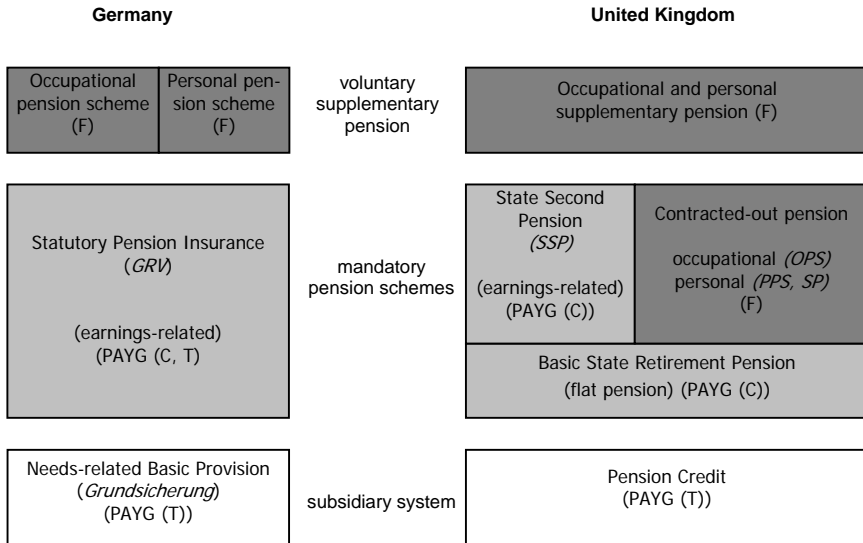 Germany
United Kingdom
Occupational
pension scheme
(F)
Personal pen-
sion scheme
(F)
voluntary
supplementary
pension
Occupational and personal
supplementary pension (F)
Statutory Pension Insurance
(GRV)
(earnings-related)
(PAYG (C, T)
mandatory
pension schemes
State Second
Pension
(SSP)
(earnings-related)
(PAYG (C))
Contracted-out pension
occupational (OPS)
personal (PPS, SP)
(F)
Basic State Retirement Pension
(flat pension) (PAYG (C))
Needs-related Basic Provision
(Grundsicherung)
(PAYG (T))
subsidiary system
Pension Credit
(PAYG (T))